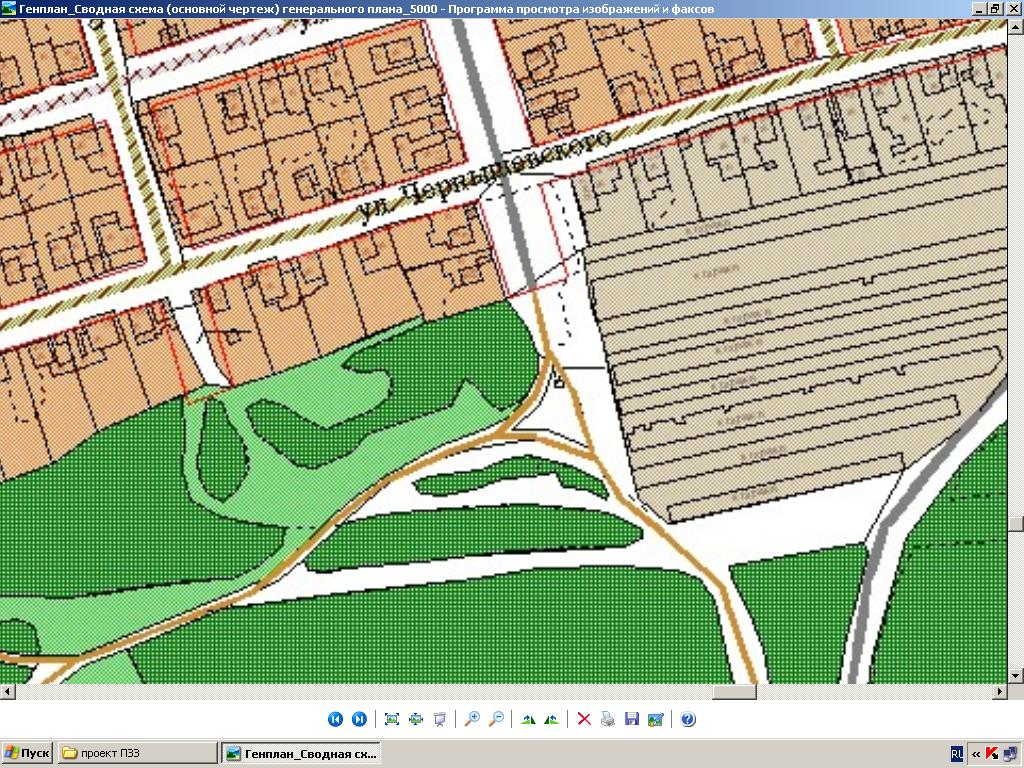 Генплан_Сводная схема (основной чертеж) генерального плана_5000 - Программа просмотра изображений и факсов
ул. Чернышевского
Пуск
проект ПЗЗ
Генплан_Сводная сх...
RU
«